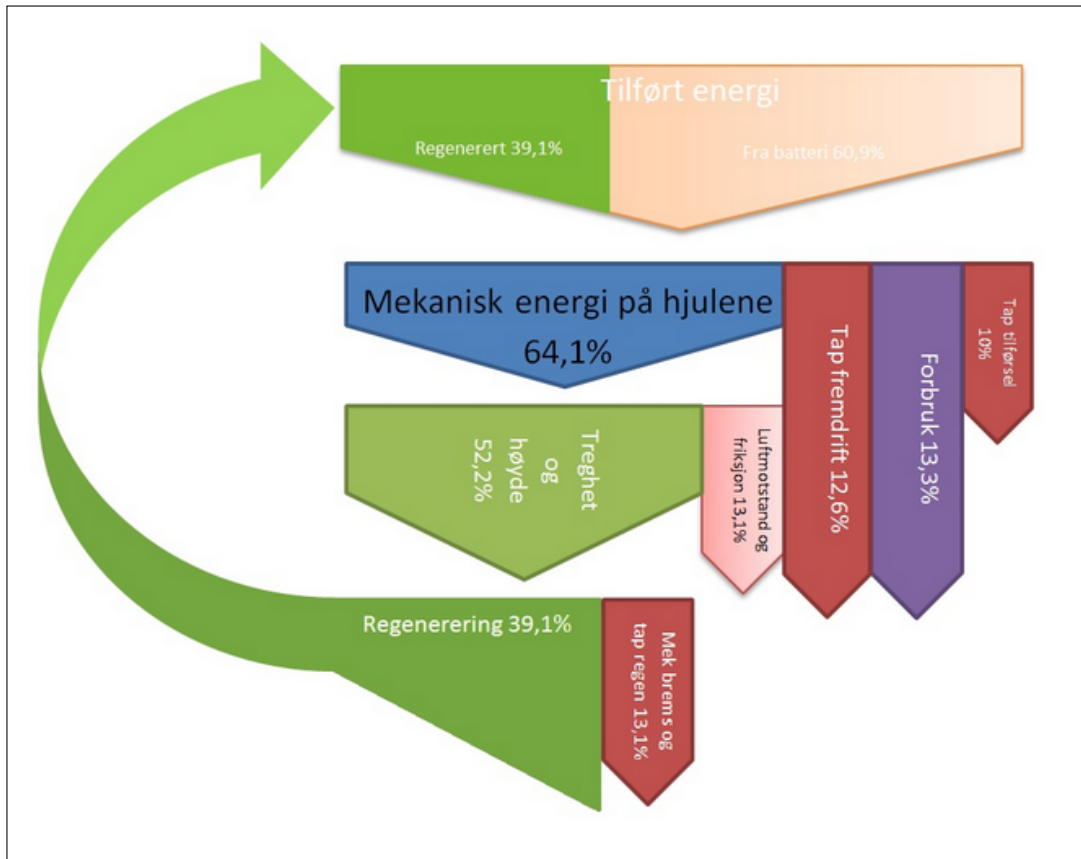 Tilført energi
Regenerert 39,1%
Fra batteri 60,9%
Mekanisk energi på hjulene
64,1%
Tap fremdrift 12,6%
Forbruk 13,3%
Tap tilførsel
10%
Treghet
og
høyde
52,2%
Luftmotstand og
friksjon 13,1%
Regenerering 39,1%
Mek brems og
tap regen 13,1%